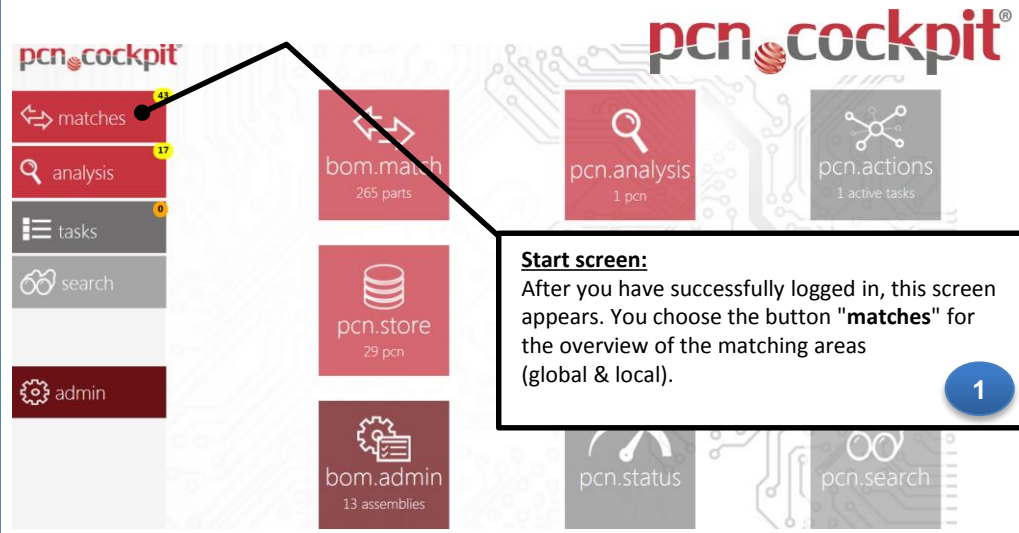 pcn.cockpit®
pcn.cockpit
matches
43
analysis
17
tasks
0
search
admin
bom.match
265 parts
pcn.analysis
1 pcn
pcn.actions
1 active tasks
pcn.store
29 pcn
Start screen:
After you have successfully logged in, this screen
appears. You choose the button "matches" for
the overview of the matching areas
(global & local).
1
bom.admin
13 assemblies
pcn.status
pcn.search